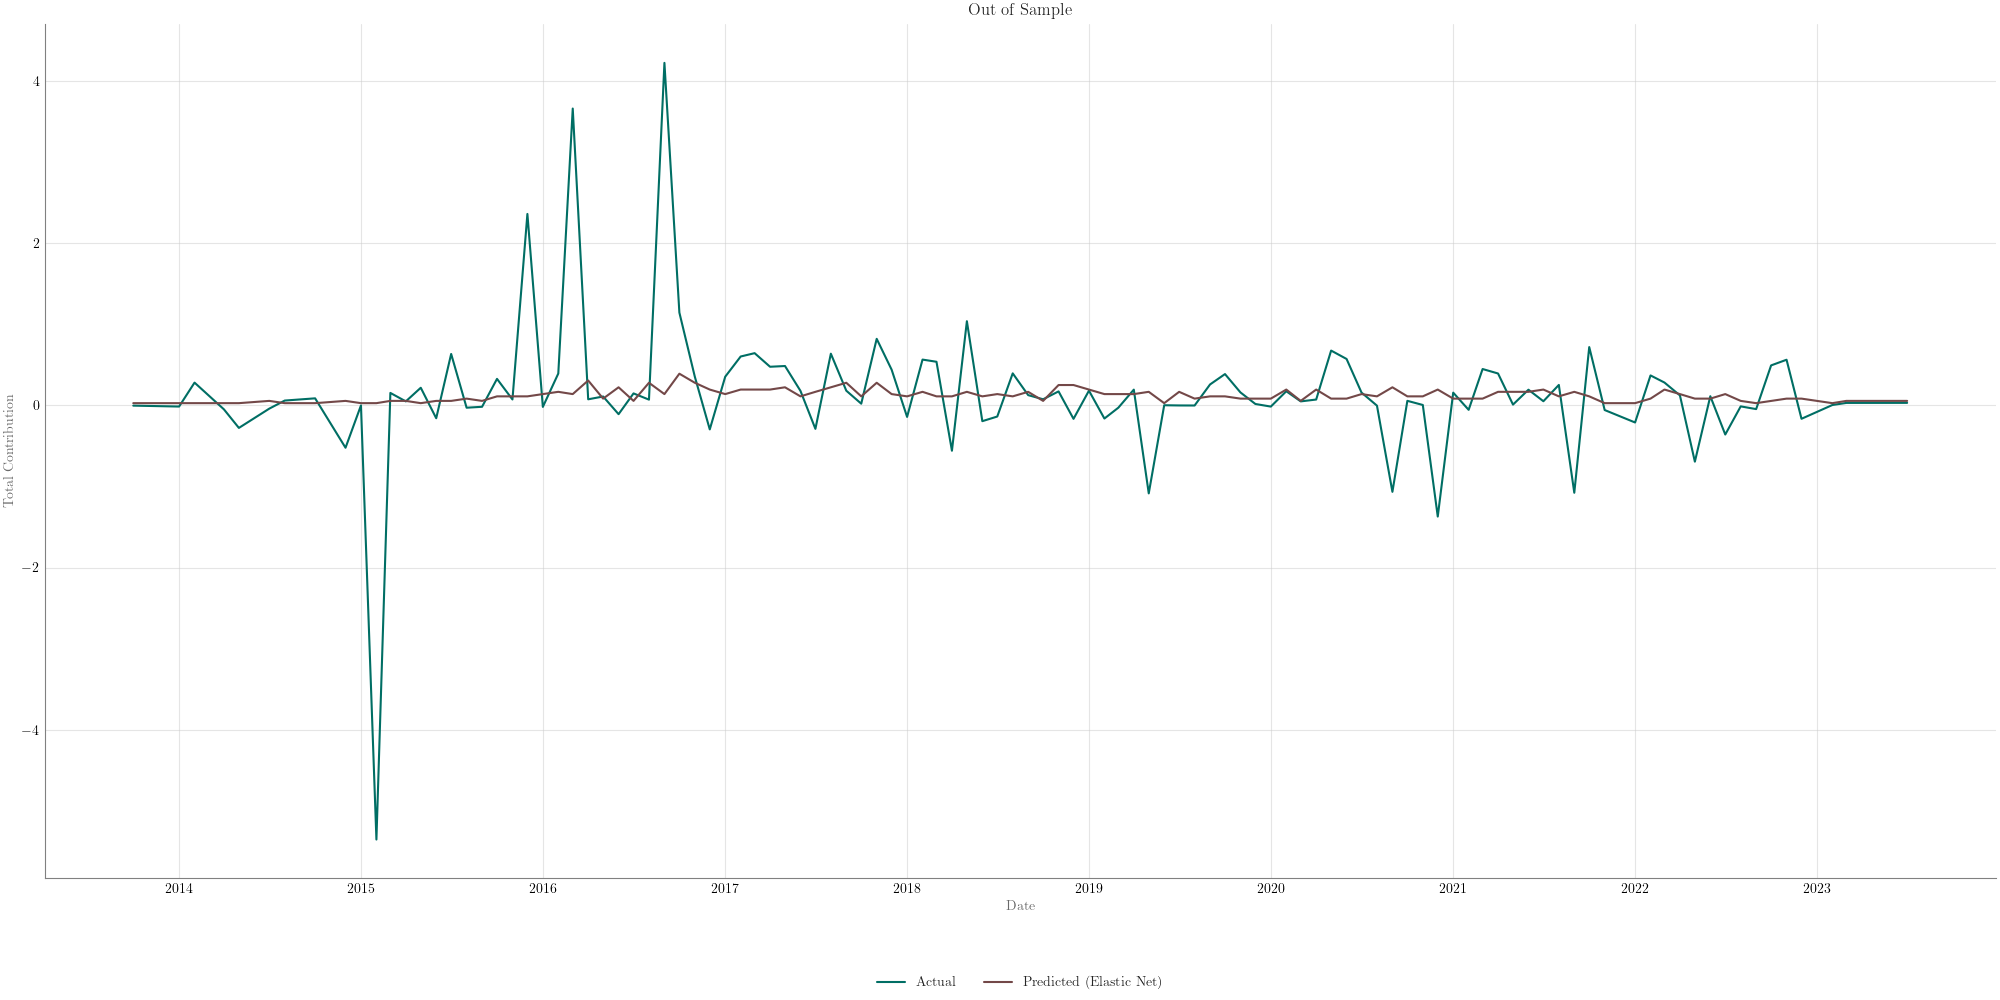 Out of Sample
4
2
0
−2
−4
Total Contribution
2014 2015 2016 2017 2018 2019 2020 2021 2022 2023
Date
Actual Predicted (Elastic Net)